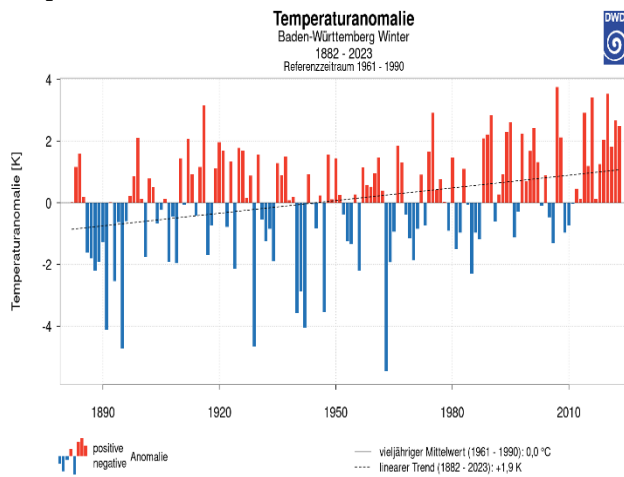 Temperaturanomalie
Baden-Württemberg Winter
1882 - 2023
Referenzzeitraum 1961 - 1990
DWD
Temperaturanomalie [K]
4
2
0
-2
-4
1890
1920
1950
1980
2010
positive
negative
Anomalie
vieljähriger Mittelwert (1961 - 1990): 0,0 °C
linearer Trend (1882 - 2023): +1,9 K